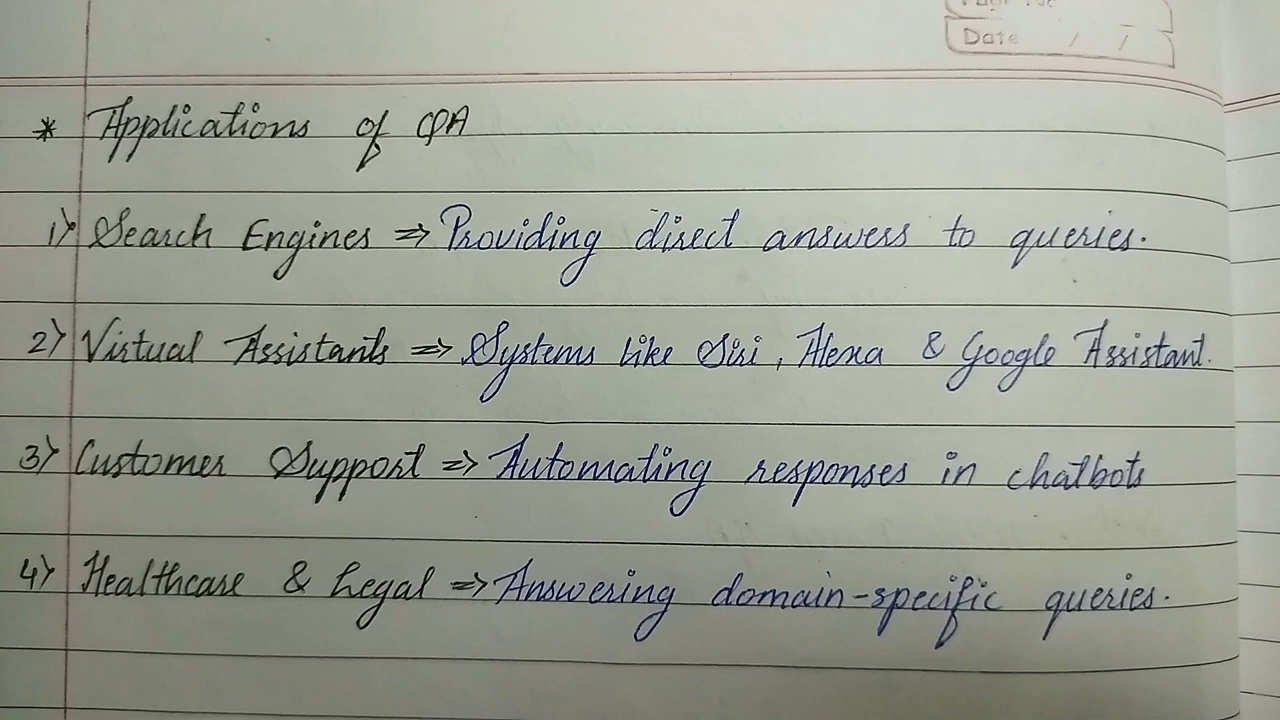 Date / /
* Applications of QA
1) Search Engines ⇒ Providing direct answers to queries.
2) Virtual Assistants ⇒ Systems like Siri, Alexa & Google Assistant.
3) Customer Support ⇒ Automating responses in chatbots
4) Healthcare & Legal ⇒ Answering domain-specific queries.